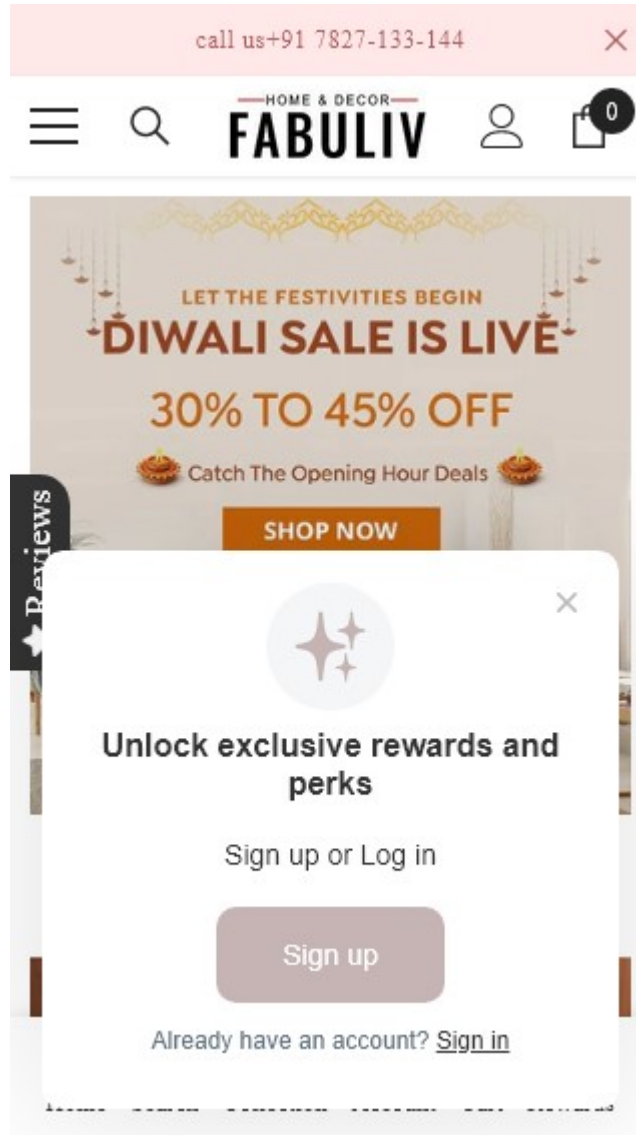 call us+91 7827-133-144
HOME & DECOR
FABULIV
0
LET THE FESTIVITIES BEGIN
DIWALI SALE IS LIVE
30% TO 45% OFF
Catch The Opening Hour Deals
SHOP NOW
Reviews
Unlock exclusive rewards and
perks
Sign up or Log in
Sign up
Already have an account? Sign in